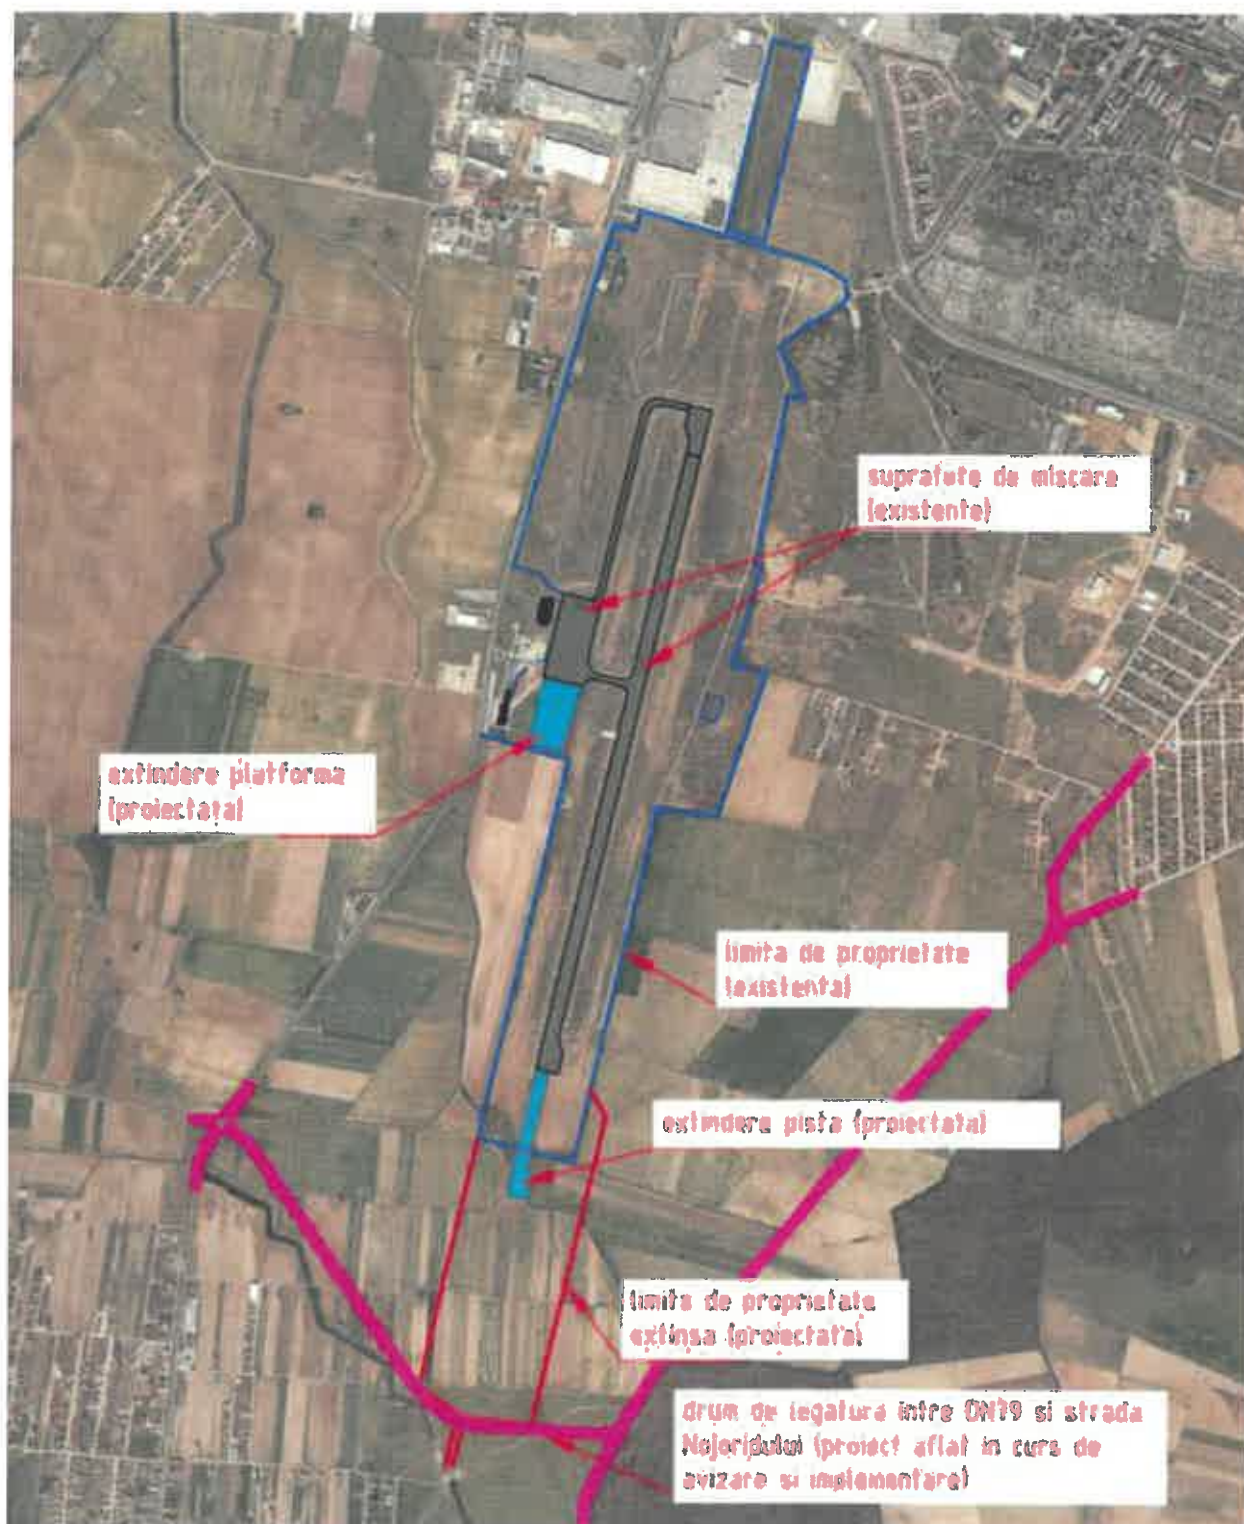 suprafete de miscare
(existente)
extindere platforma
(proiectata)
limita de proprietate
(existenta)
extindere pista (proiectata)
limita de proprietate
extinsa (proiectata)
drum de legatura intre DN79 si strada
Nojoridului (proiect aflat in curs de
avizare si implementare)